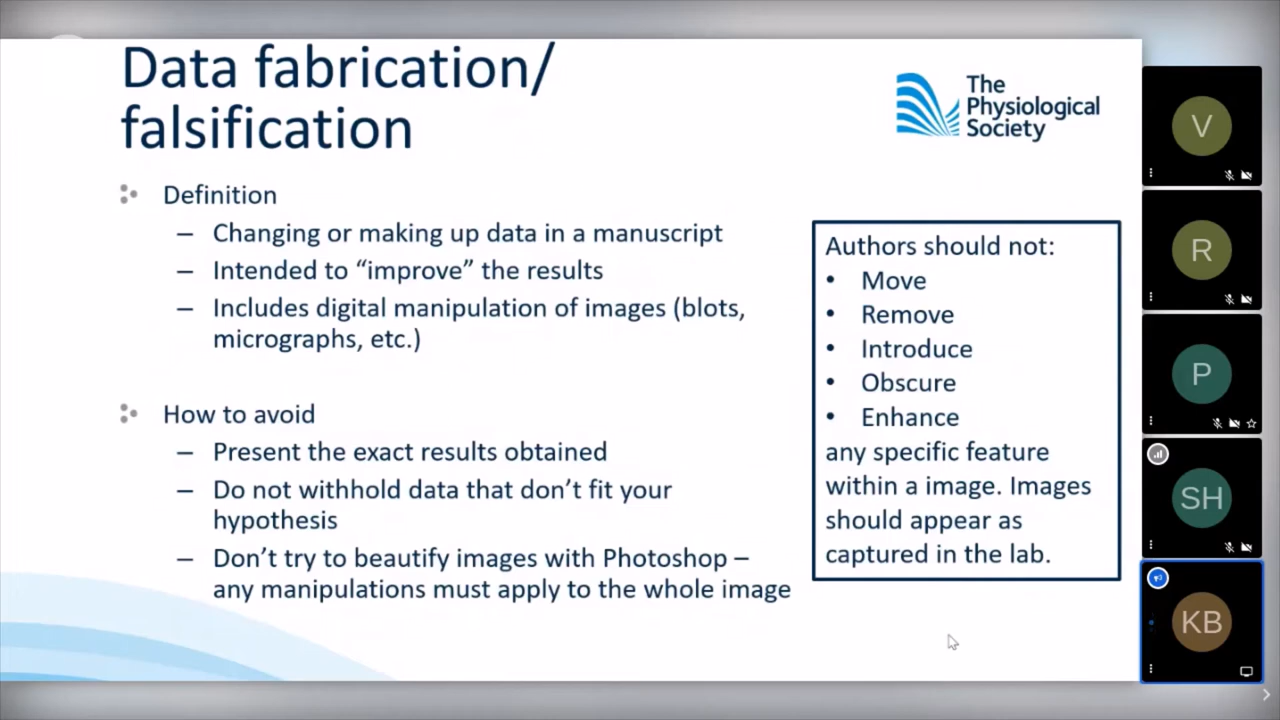 Data fabrication/
falsification
The
Physiological
Society
Definition
– Changing or making up data in a manuscript
– Intended to “improve” the results
– Includes digital manipulation of images (blots,
micrographs, etc.)
How to avoid
– Present the exact results obtained
– Do not withhold data that don’t fit your
hypothesis
– Don’t try to beautify images with Photoshop –
any manipulations must apply to the whole image
Authors should not:
• Move
• Remove
• Introduce
• Obscure
• Enhance
any specific feature
within a image. Images
should appear as
captured in the lab.
V
R
P
SH
KB